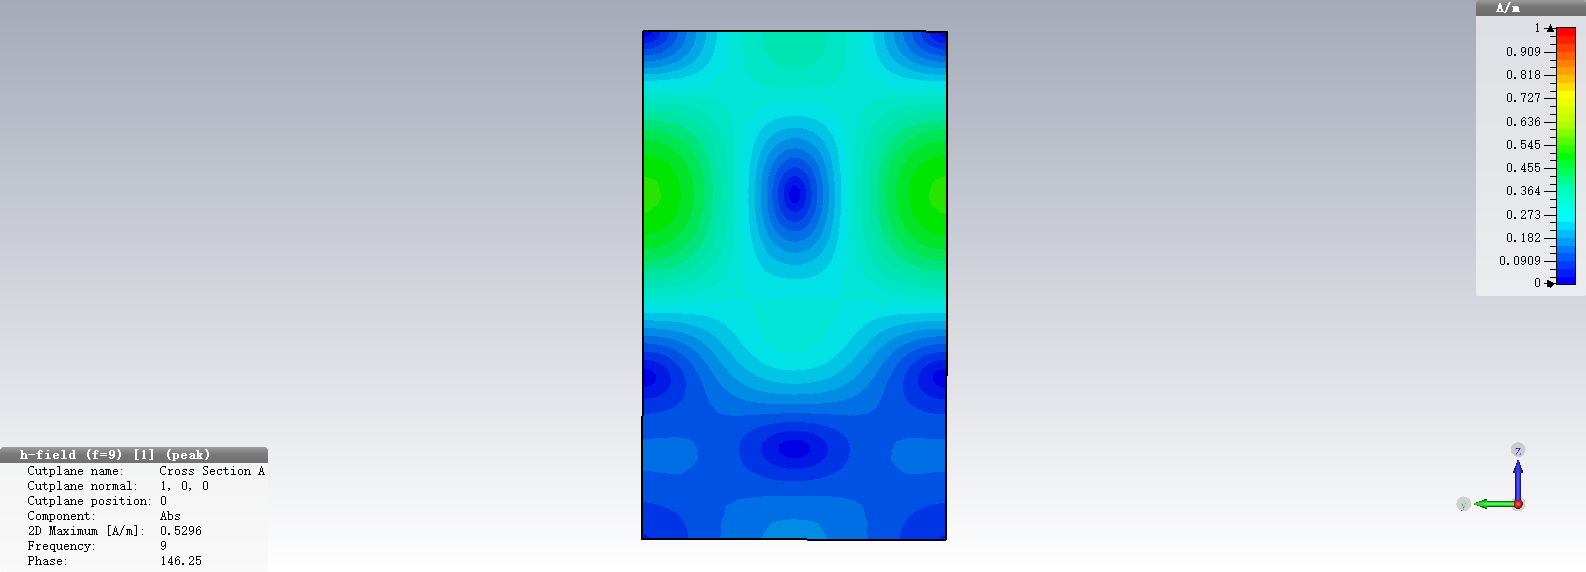 A/m
1
0.909
0.818
0.727
0.636
0.545
0.455
0.364
0.273
0.182
0.0909
0
h-field (f=9) [1] (peak)
Cutplane name: Cross Section A
Cutplane normal: 1, 0, 0
Cutplane position: 0
Component: Abs
2D Maximum [A/m]: 0.5296
Frequency: 9
Phase: 146.25
z
y